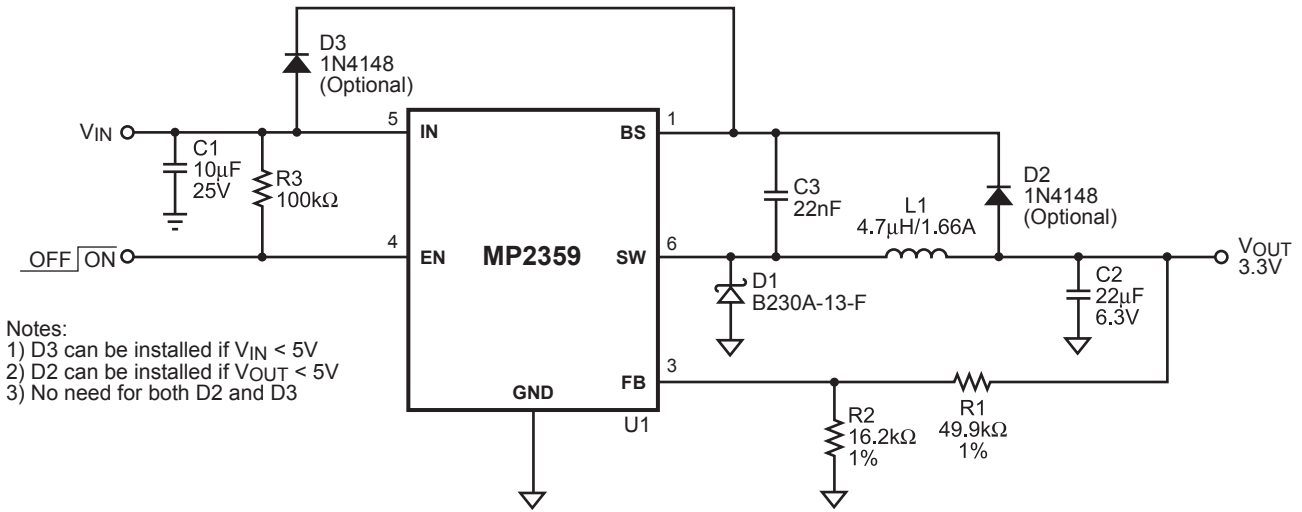 D3
1N4148
(Optional)
VIN
C1
10µF
25V
R3
100kΩ
OFF ON
5
IN
4
EN
MP2359
BS
1
SW
6
FB
3
GND
U1
C3
22nF
L1
4.7µH/1.66A
D2
1N4148
(Optional)
D1
B230A-13-F
C2
22µF
6.3V
VOUT
3.3V
R2
16.2kΩ
1%
R1
49.9kΩ
1%
Notes:
1) D3 can be installed if VIN < 5V
2) D2 can be installed if VOUT < 5V
3) No need for both D2 and D3